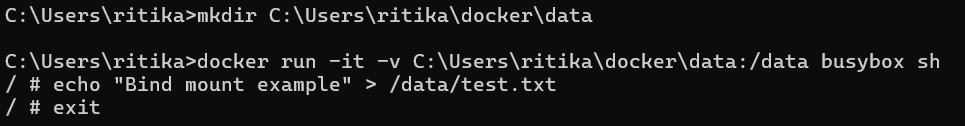 C:\Users\ritika>mkdir C:\Users\ritika\docker\data
C:\Users\ritika>docker run -it -v C:\Users\ritika\docker\data:/data busybox sh
/ # echo "Bind mount example" > /data/test.txt
/ # exit